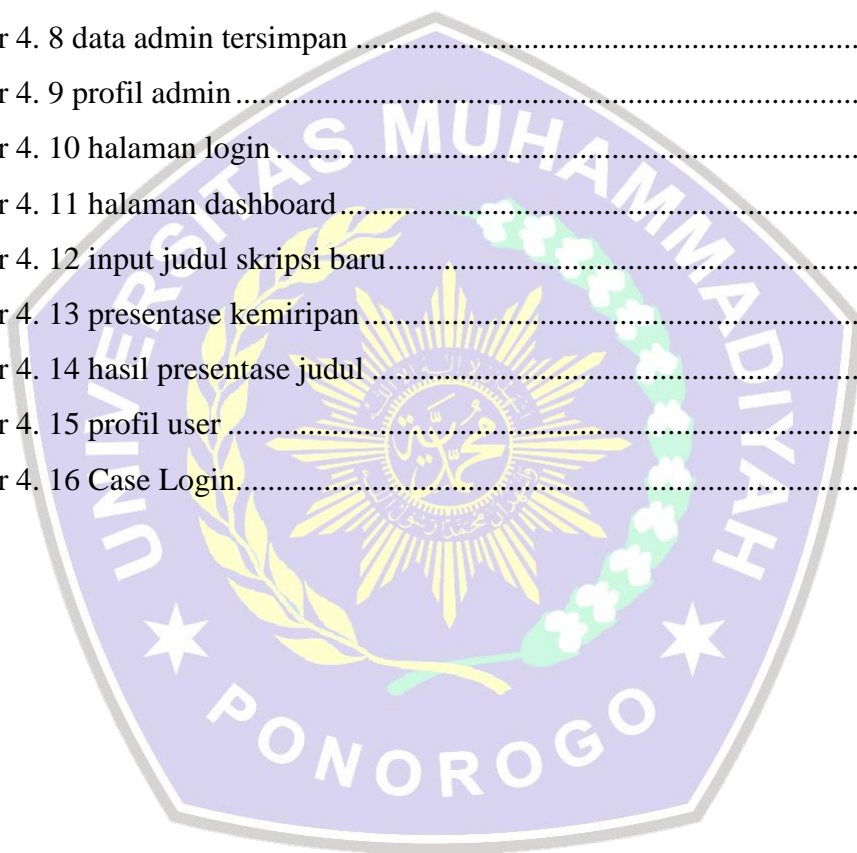 r 4. 8 data admin tersimpan ................................................................
r 4. 9 profil admin ................................................................
r 4. 10 halaman login ................................................................
r 4. 11 halaman dashboard ................................................................
r 4. 12 input judul skripsi baru ................................................................
r 4. 13 presentase kemiripan ................................................................
r 4. 14 hasil presentase judul ................................................................
r 4. 15 profil user ................................................................
r 4. 16 Case Login ................................................................
UNIVERSITAS MUHAMMADIYAH
PONOROGO
محمد